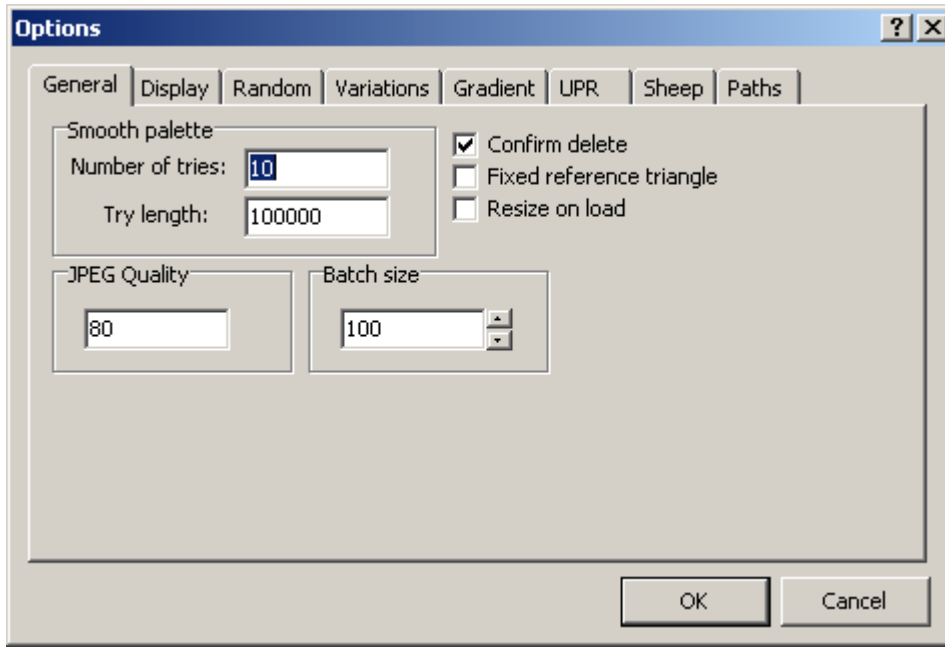 Options
General Display Random Variations Gradient UPR Sheep Paths
Smooth palette
Number of tries: 10
Try length: 100000
Confirm delete
Fixed reference triangle
Resize on load
JPEG Quality
80
Batch size
100
OK Cancel